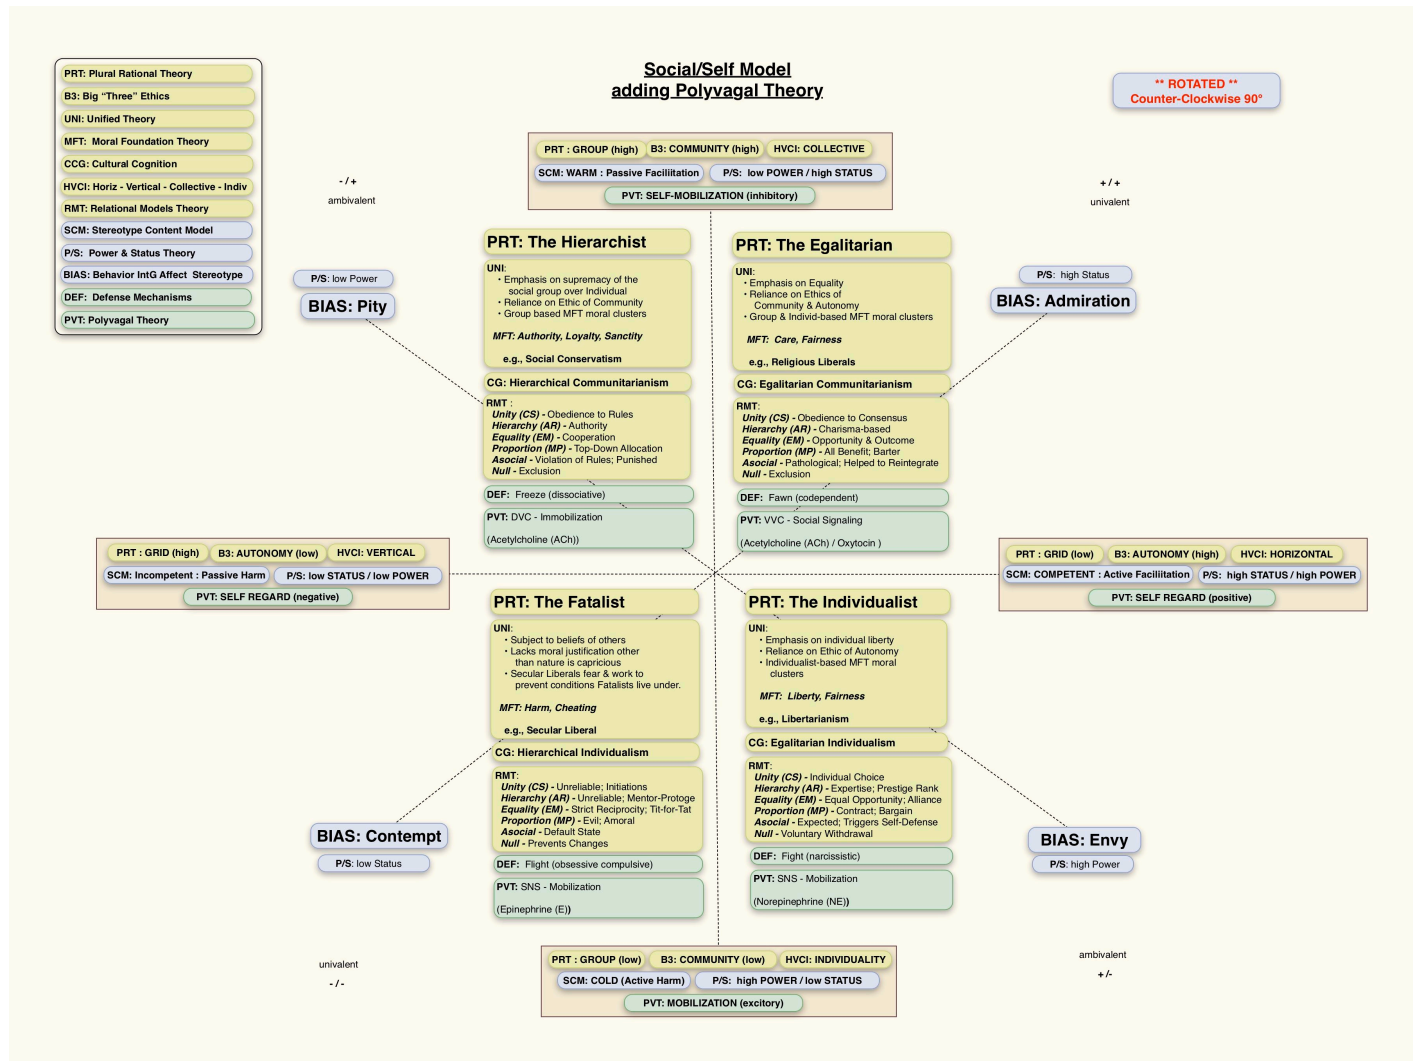 Social/Self Model
adding Polyvagal Theory
** ROTATED **
Counter-Clockwise 90°
PRT: Plural Rational Theory
B3: Big “Three” Ethics
UNI: Unified Theory
MFT: Moral Foundation Theory
CCG: Cultural Cognition
HVCI: Horiz - Vertical - Collective - Indiv
RMT: Relational Models Theory
SCM: Stereotype Content Model
P/S: Power & Status Theory
BIAS: Behavior IntG Affect Stereotype
DEF: Defense Mechanisms
PVT: Polyvagal Theory
PRT : GROUP (high) B3: COMMUNITY (high) HVCI: COLLECTIVE
SCM: WARM : Passive Faciliitation P/S: low POWER / high STATUS
PVT: SELF-MOBILIZATION (inhibitory)
- / +
ambivalent
+ / +
univalent
P/S: low Power
BIAS: Pity
P/S: high Status
BIAS: Admiration
PRT: The Hierarchist
UNI:
• Emphasis on supremacy of the
social group over Individual
• Reliance on Ethic of Community
• Group based MFT moral clusters
MFT: Authority, Loyalty, Sanctity
e.g., Social Conservatism
CG: Hierarchical Communitarianism
RMT :
Unity (CS) - Obedience to Rules
Hierarchy (AR) - Authority
Equality (EM) - Cooperation
Proportion (MP) - Top-Down Allocation
Asocial - Violation of Rules; Punished
Null - Exclusion
DEF: Freeze (dissociative)
PVT: DVC - Immobilization
(Acetylcholine (ACh))
PRT: The Egalitarian
UNI:
• Emphasis on Equality
• Reliance on Ethics of
Community & Autonomy
• Group & Individ-based MFT moral clusters
MFT: Care, Fairness
e.g., Religious Liberals
CG: Egalitarian Communitarianism
RMT:
Unity (CS) - Obedience to Consensus
Hierarchy (AR) - Charisma-based
Equality (EM) - Opportunity & Outcome
Proportion (MP) - All Benefit; Barter
Asocial - Pathological; Helped to Reintegrate
Null - Exclusion
DEF: Fawn (codependent)
PVT: VVC - Social Signaling
(Acetylcholine (ACh) / Oxytocin )
PRT : GRID (high) B3: AUTONOMY (low) HVCI: VERTICAL
SCM: Incompetent : Passive Harm P/S: low STATUS / low POWER
PVT: SELF REGARD (negative)
PRT : GRID (low) B3: AUTONOMY (high) HVCI: HORIZONTAL
SCM: COMPETENT : Active Faciliitation P/S: high STATUS / high POWER
PVT: SELF REGARD (positive)
PRT: The Fatalist
UNI:
• Subject to beliefs of others
• Lacks moral justification other
than nature is capricious
• Secular Liberals fear & work to
prevent conditions Fatalists live under.
MFT: Harm, Cheating
e.g., Secular Liberal
CG: Hierarchical Individualism
RMT:
Unity (CS) - Unreliable; Initiations
Hierarchy (AR) - Unreliable; Mentor-Protoge
Equality (EM) - Strict Reciprocity; Tit-for-Tat
Proportion (MP) - Evil; Amoral
Asocial - Default State
Null - Prevents Changes
DEF: Flight (obsessive compulsive)
PVT: SNS - Mobilization
(Epinephrine (E))
PRT: The Individualist
UNI:
• Emphasis on individual liberty
• Reliance on Ethic of Autonomy
• Individualist-based MFT moral
clusters
MFT: Liberty, Fairness
e.g., Libertarianism
CG: Egalitarian Individualism
RMT:
Unity (CS) - Individual Choice
Hierarchy (AR) - Expertise; Prestige Rank
Equality (EM) - Equal Opportunity; Alliance
Proportion (MP) - Contract; Bargain
Asocial - Expected; Triggers Self-Defense
Null - Voluntary Withdrawal
DEF: Fight (narcissistic)
PVT: SNS - Mobilization
(Norepinephrine (NE))
BIAS: Contempt
P/S: low Status
BIAS: Envy
P/S: high Power
univalent
- / -
ambivalent
+ /-
PRT : GROUP (low) B3: COMMUNITY (low) HVCI: INDIVIDUALITY
SCM: COLD (Active Harm) P/S: high POWER / low STATUS
PVT: MOBILIZATION (excitory)